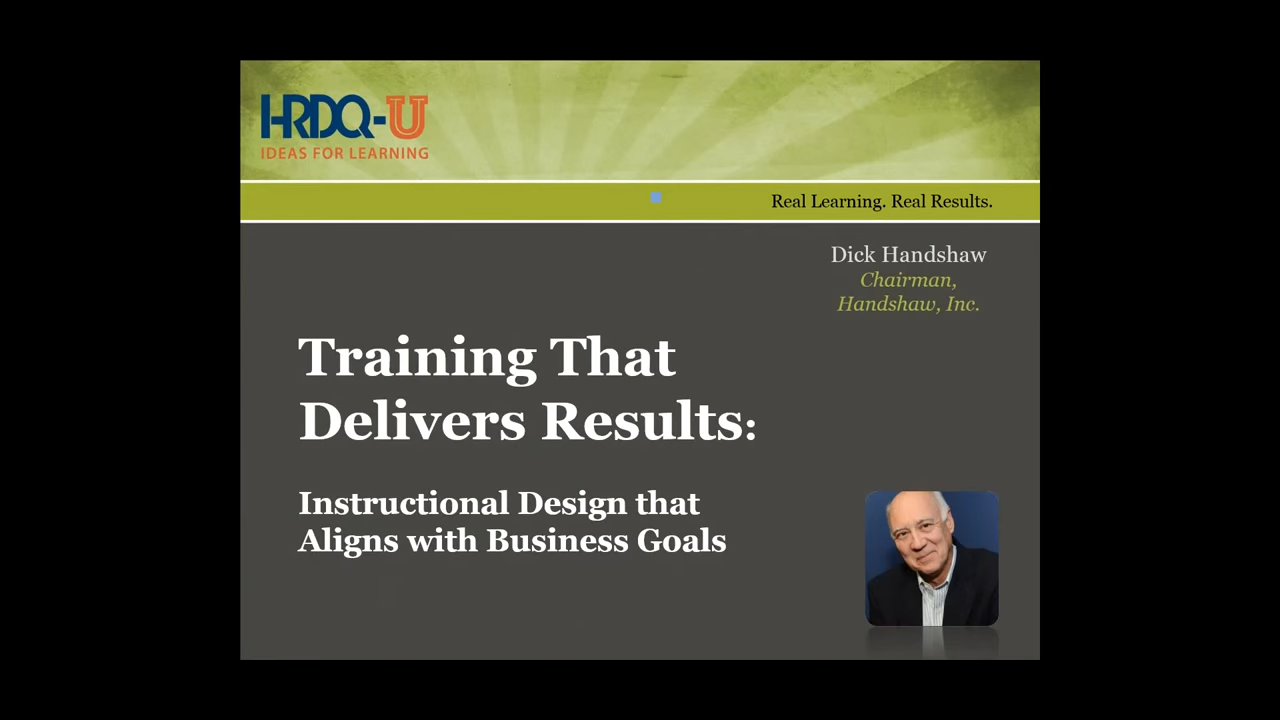 HRDQ-U
IDEAS FOR LEARNING
Real Learning. Real Results.
Dick Handshaw
Chairman,
Handshaw, Inc.
Training That
Delivers Results:
Instructional Design that
Aligns with Business Goals